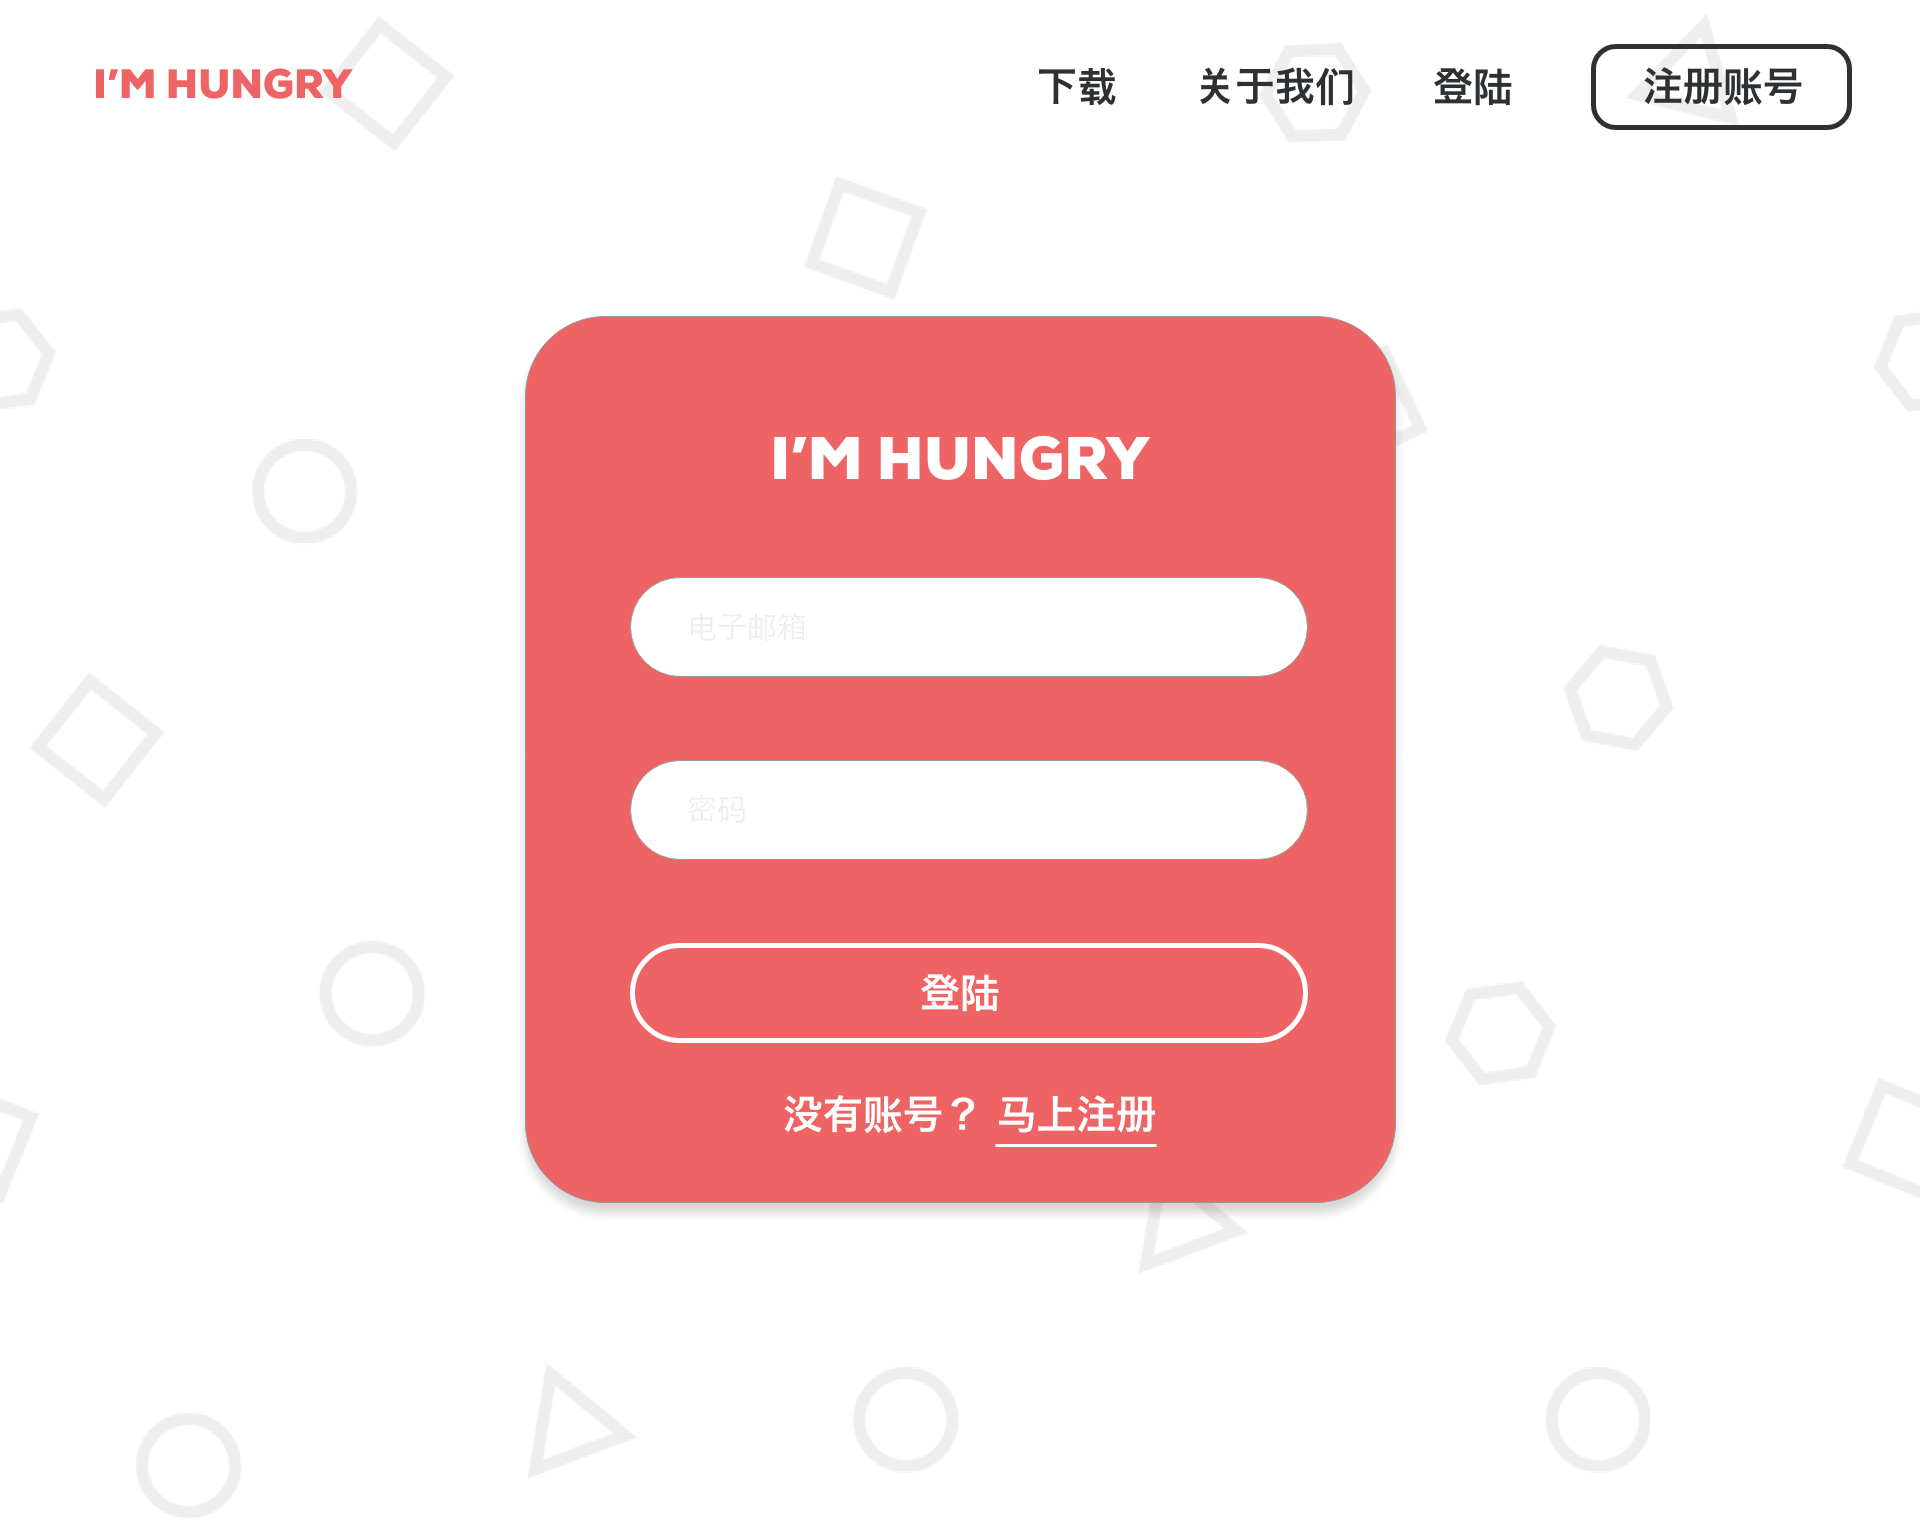 I'M HUNGRY
下载 关于我们 登陆 注册账号
I'M HUNGRY
电子邮箱
密码
登陆
没有账号？ 马上注册